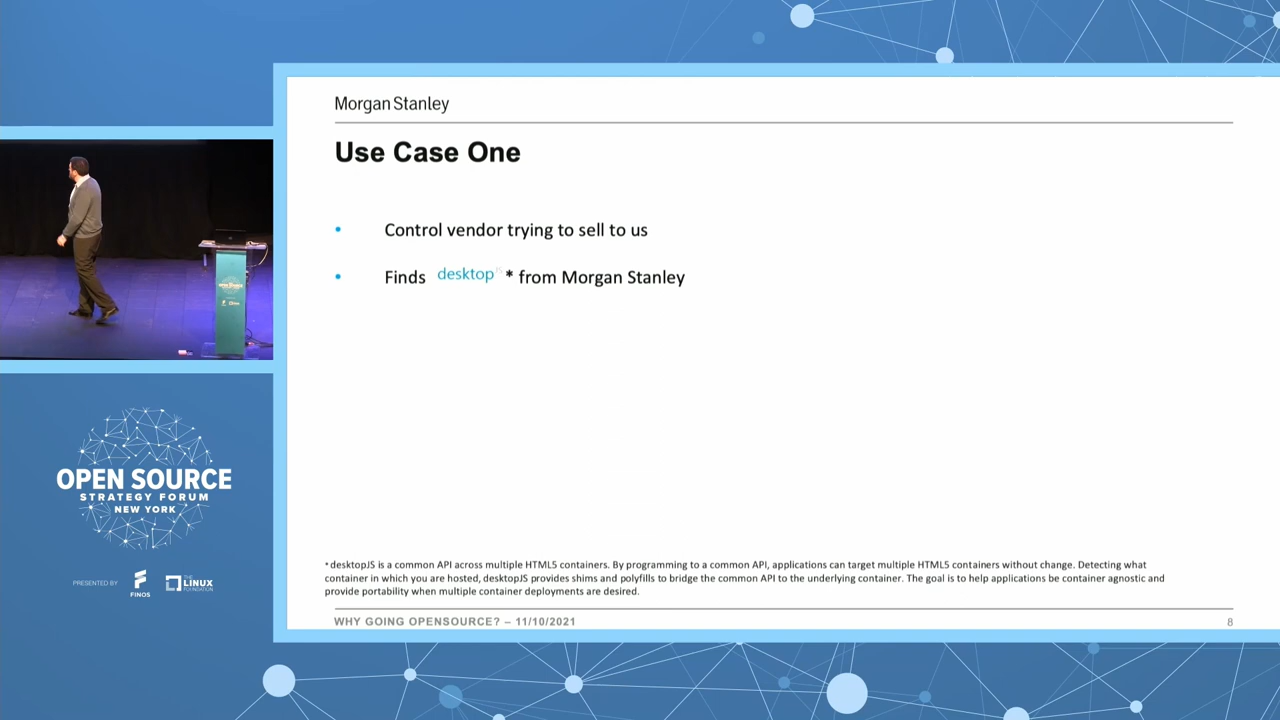 Morgan Stanley
Use Case One
• Control vendor trying to sell to us
• Finds desktopJS * from Morgan Stanley
* desktopJS is a common API across multiple HTML5 containers. By programming to a common API, applications can target multiple HTML5 containers without change. Detecting what
container in which you are hosted, desktopJS provides shims and polyfills to bridge the common API to the underlying container. The goal is to help applications be container agnostic and
provide portability when multiple container deployments are desired.
WHY GOING OPENSOURCE? – 11/10/2021
8
OPEN SOURCE
STRATEGY FORUM
NEW YORK
PRESENTED BY
FINOS
THE
LINUX
FOUNDATION